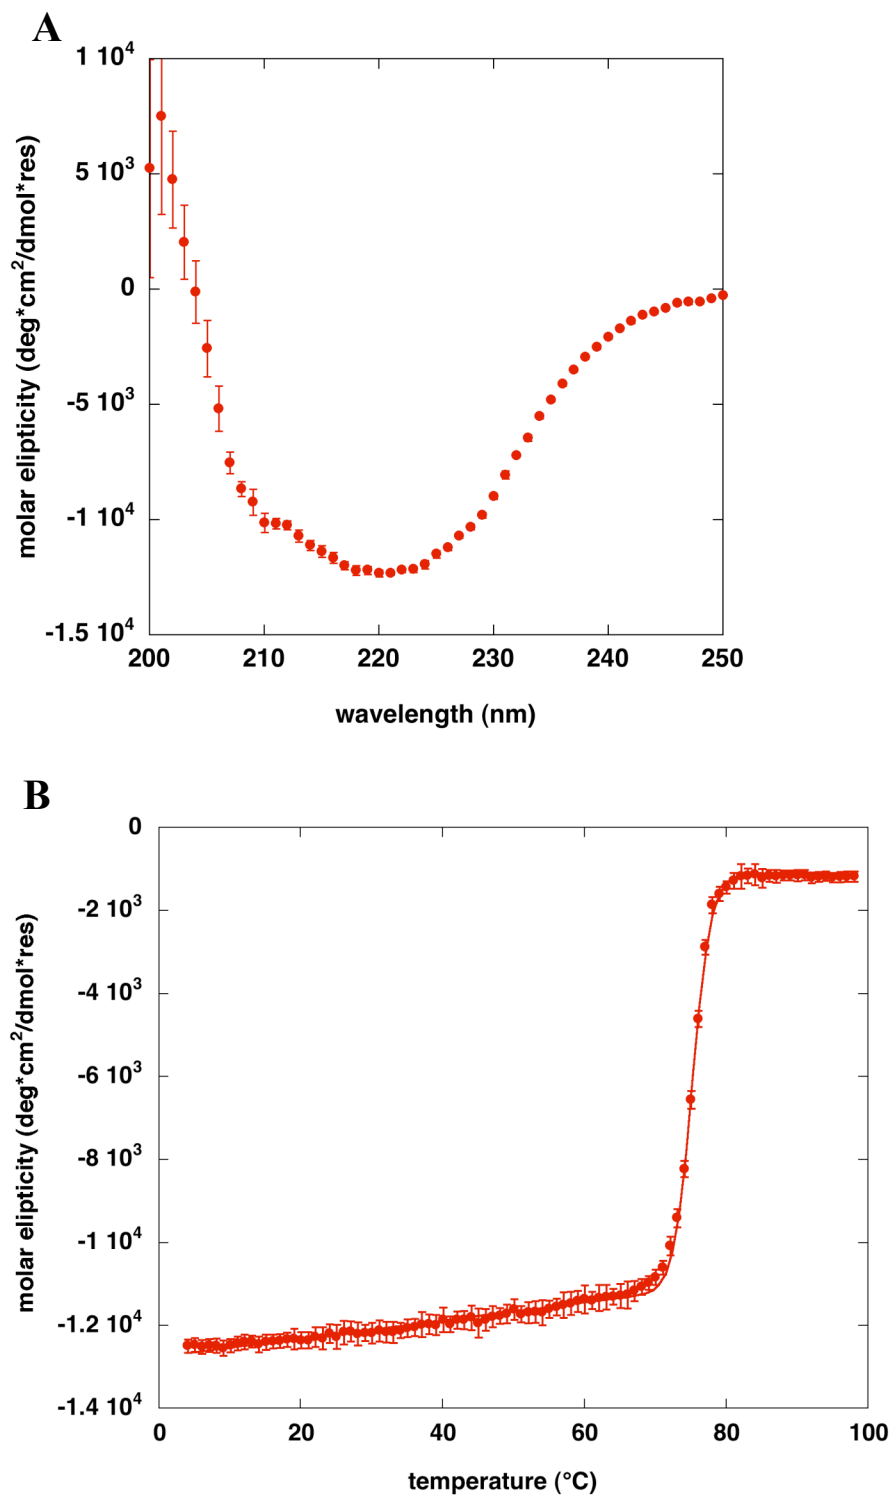 A
1 10⁴
5 10³
0
-5 10³
-1 10⁴
-1.5 10⁴
molar elipticity (deg*cm²/dmol*res)
200 210 220 230 240 250
wavelength (nm)
B
0
-2 10³
-4 10³
-6 10³
-8 10³
-1 10⁴
-1.2 10⁴
-1.4 10⁴
molar elipticity (deg*cm²/dmol*res)
0 20 40 60 80 100
temperature (°C)